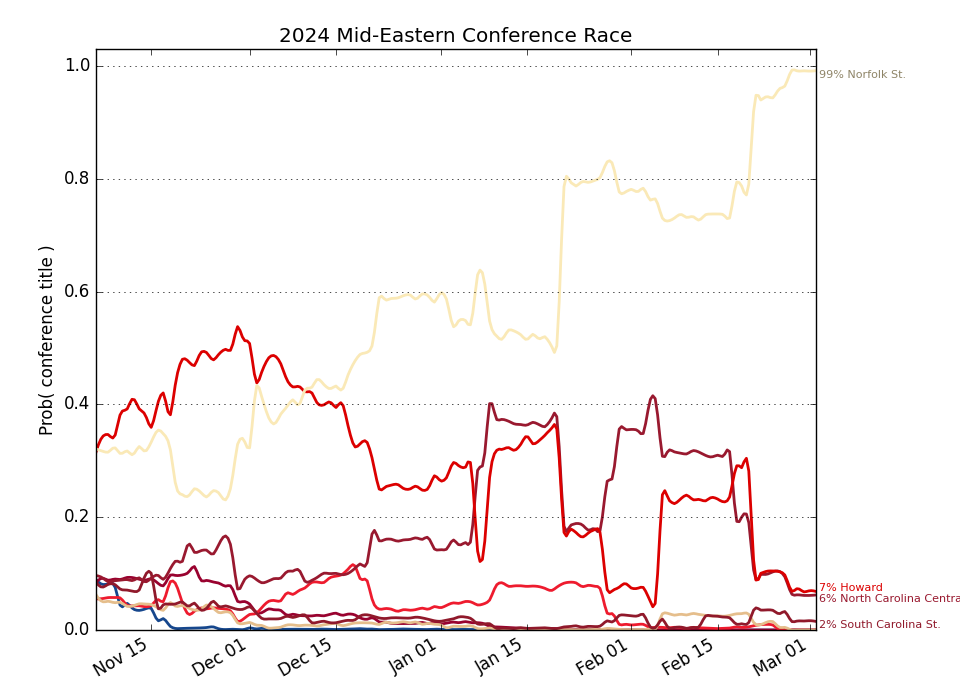 2024 Mid-Eastern Conference Race
Prob( conference title )
1.0
0.8
0.6
0.4
0.2
0.0
99% Norfolk St.
7% Howard
6% North Carolina Centra
2% South Carolina St.
Nov 15
Dec 01
Dec 15
Jan 01
Jan 15
Feb 01
Feb 15
Mar 01